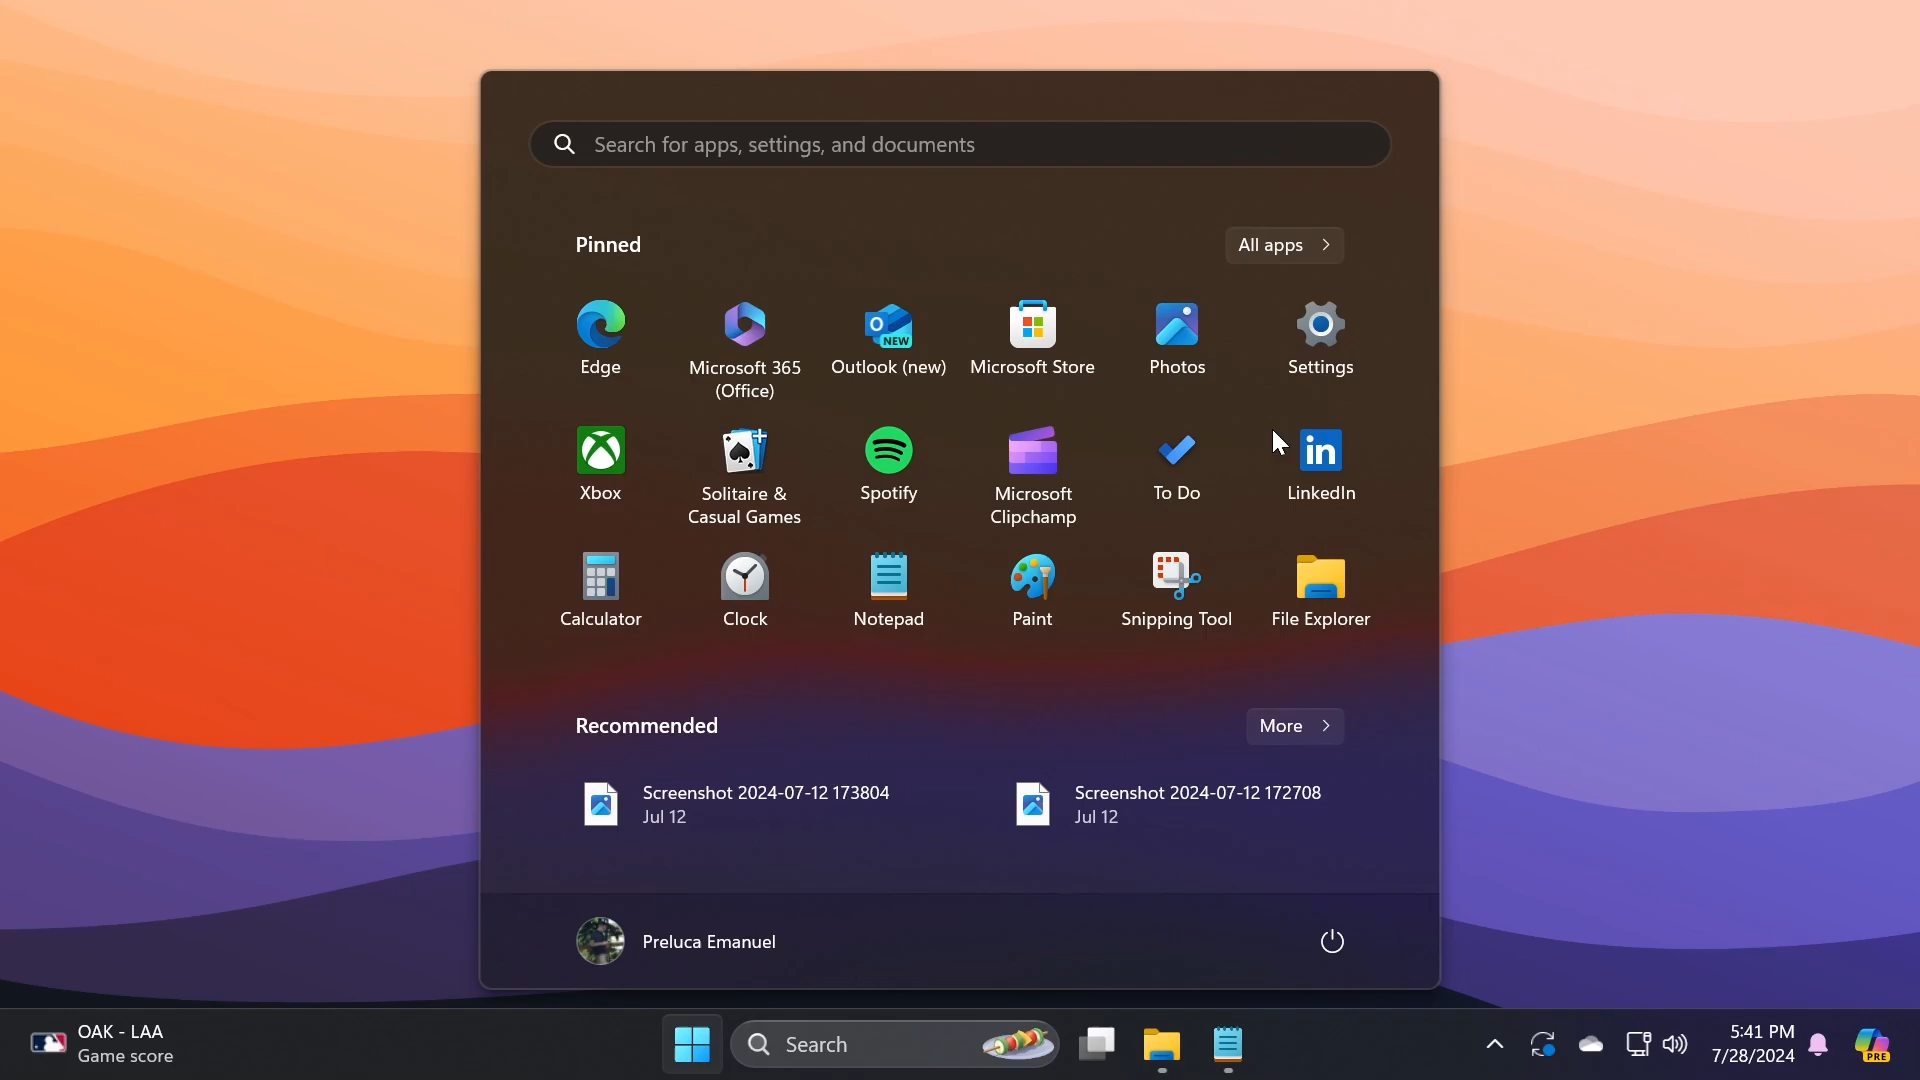 Search for apps, settings, and documents
Pinned
All apps
O
NEW
Edge
Microsoft 365
(Office)
Outlook (new)
Microsoft Store
Photos
Settings
in
Xbox
Solitaire &
Casual Games
Spotify
Microsoft
Clipchamp
To Do
LinkedIn
Calculator
Clock
Notepad
Paint
Snipping Tool
File Explorer
Recommended
More
Screenshot 2024-07-12 173804
Jul 12
Screenshot 2024-07-12 172708
Jul 12
Preluca Emanuel
OAK - LAA
Game score
Search
5:41 PM
7/28/2024
PRE